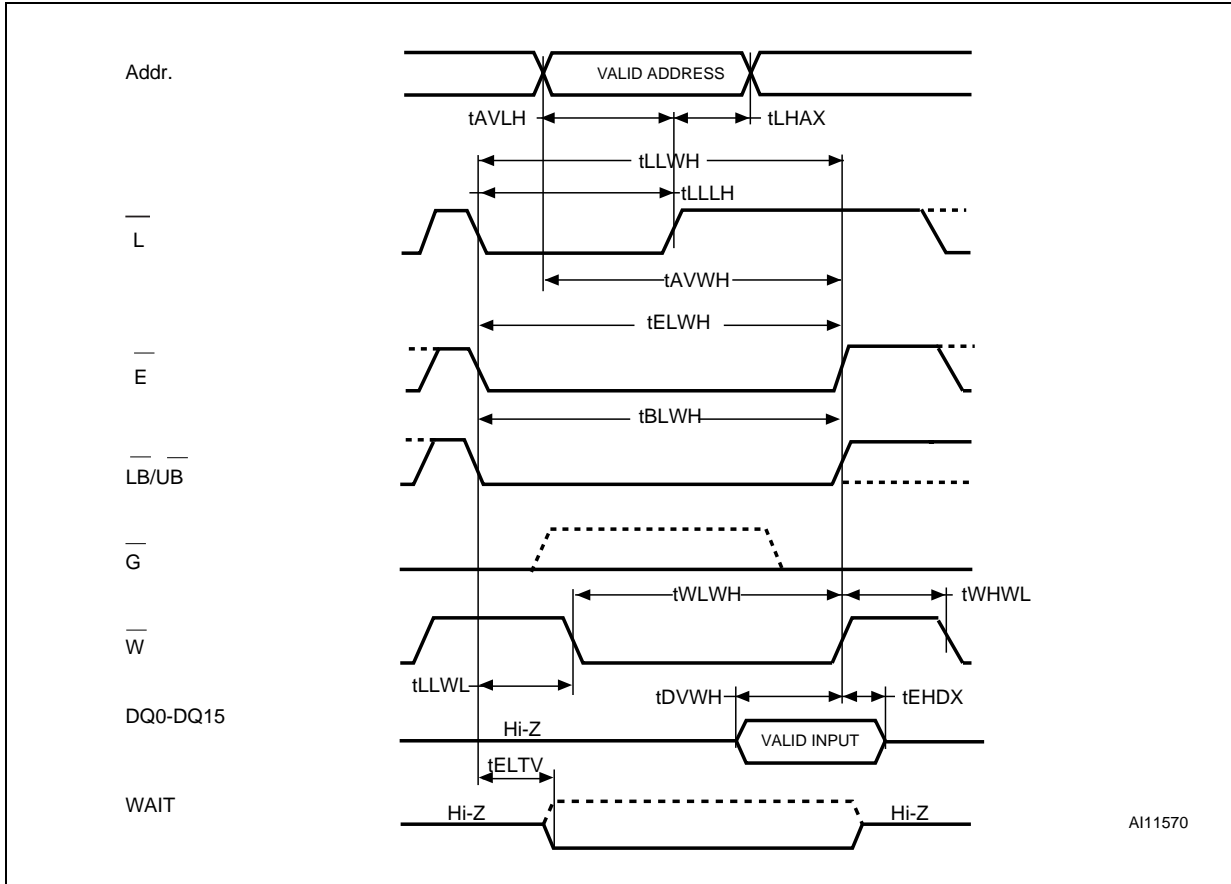 Addr.
VALID ADDRESS
tAVLH
tLHAX
tLLWH
tLLLH
L
tAVWH
tELWH
E
tBLWH
LB/UB
G
tWLWH
tWHWL
W
tLLWL
tDVWH
tEHDX
DQ0-DQ15
Hi-Z
VALID INPUT
tELTV
WAIT
Hi-Z
Hi-Z
AI11570